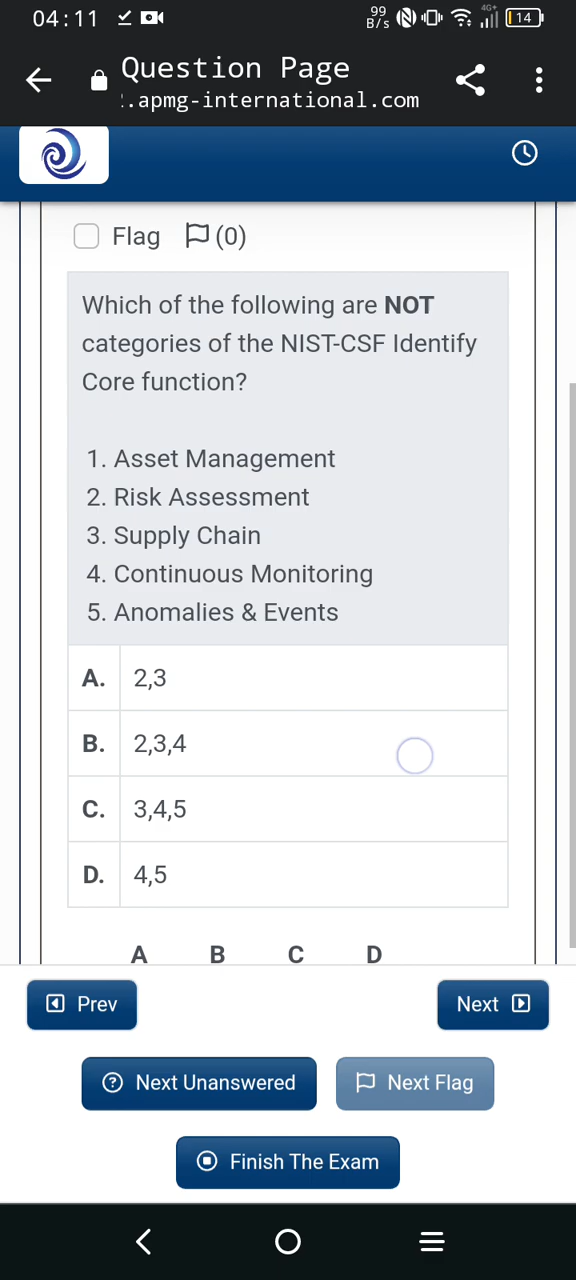 04:11
99
B/s
4G+
14
Question Page
.apmg-international.com
Flag (0)
Which of the following are NOT
categories of the NIST-CSF Identify
Core function?
1. Asset Management
2. Risk Assessment
3. Supply Chain
4. Continuous Monitoring
5. Anomalies & Events
A. 2,3
B. 2,3,4
C. 3,4,5
D. 4,5
A B C D
Prev
Next
Next Unanswered
Next Flag
Finish The Exam